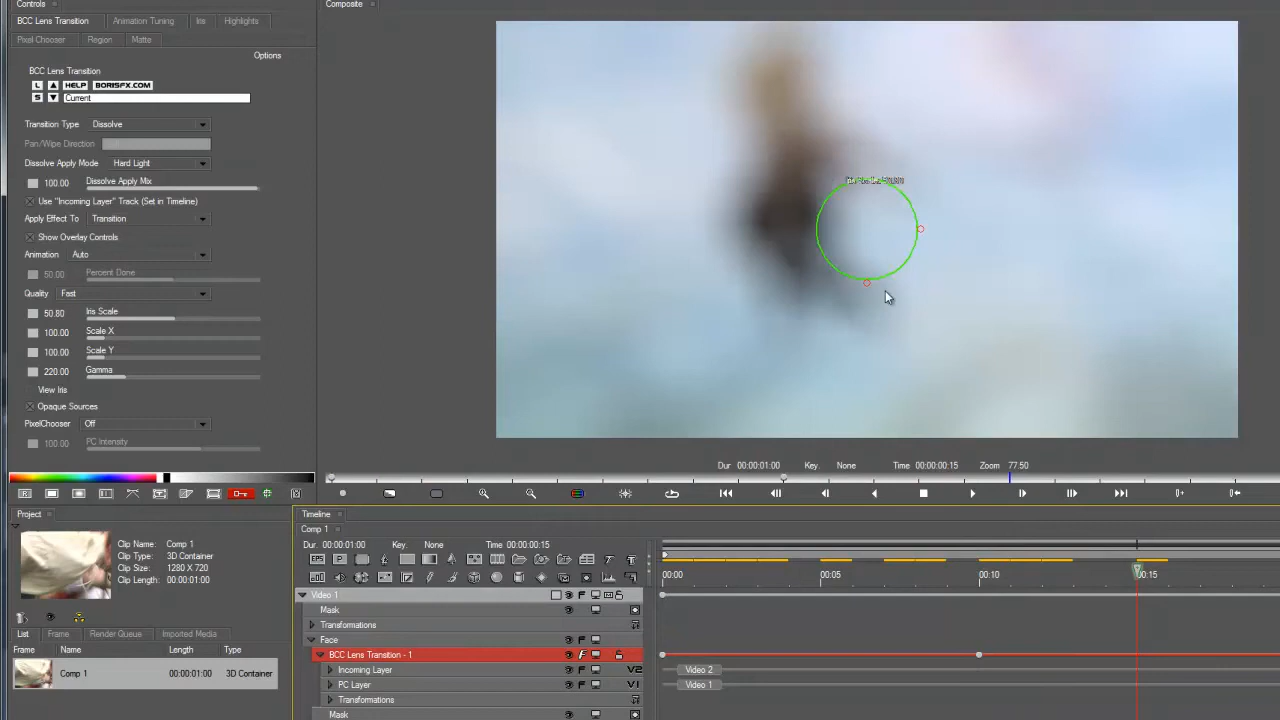 Controls
BCC Lens Transition Animation Tuning Iris Highlights
Pixel Chooser Region Matte
Options
BCC Lens Transition
L HELP BORISFX.COM
S Current
Transition Type Dissolve
Pan/Wipe Direction
Dissolve Apply Mode Hard Light
100.00 Dissolve Apply Mix
Use "Incoming Layer" Track (Set in Timeline)
Apply Effect To Transition
Show Overlay Controls
Animation Auto
50.00 Percent Done
Quality Fast
50.80 Iris Scale
100.00 Scale X
100.00 Scale Y
220.00 Gamma
View Iris
Opaque Sources
PixelChooser Off
100.00 PC Intensity
Composite
Dur 00:00:01:00 Key. None Time 00:00:00:15 Zoom 77.50
Project
Clip Name: Comp 1
Clip Type: 3D Container
Clip Size: 1280 X 720
Clip Length: 00:00:01:00
List Frame Render Queue Imported Media
Frame Name Length Type
Comp 1 00:00:01:00 3D Container
Timeline
Comp 1
Dur. 00:00:01:00 Key. None Time 00:00:00:15
EPS
00:00 00:05 00:10 00:15
Video 1
Mask
Transformations
Face
BCC Lens Transition - 1
Incoming Layer V2 Video 2
PC Layer V1 Video 1
Transformations
Mask